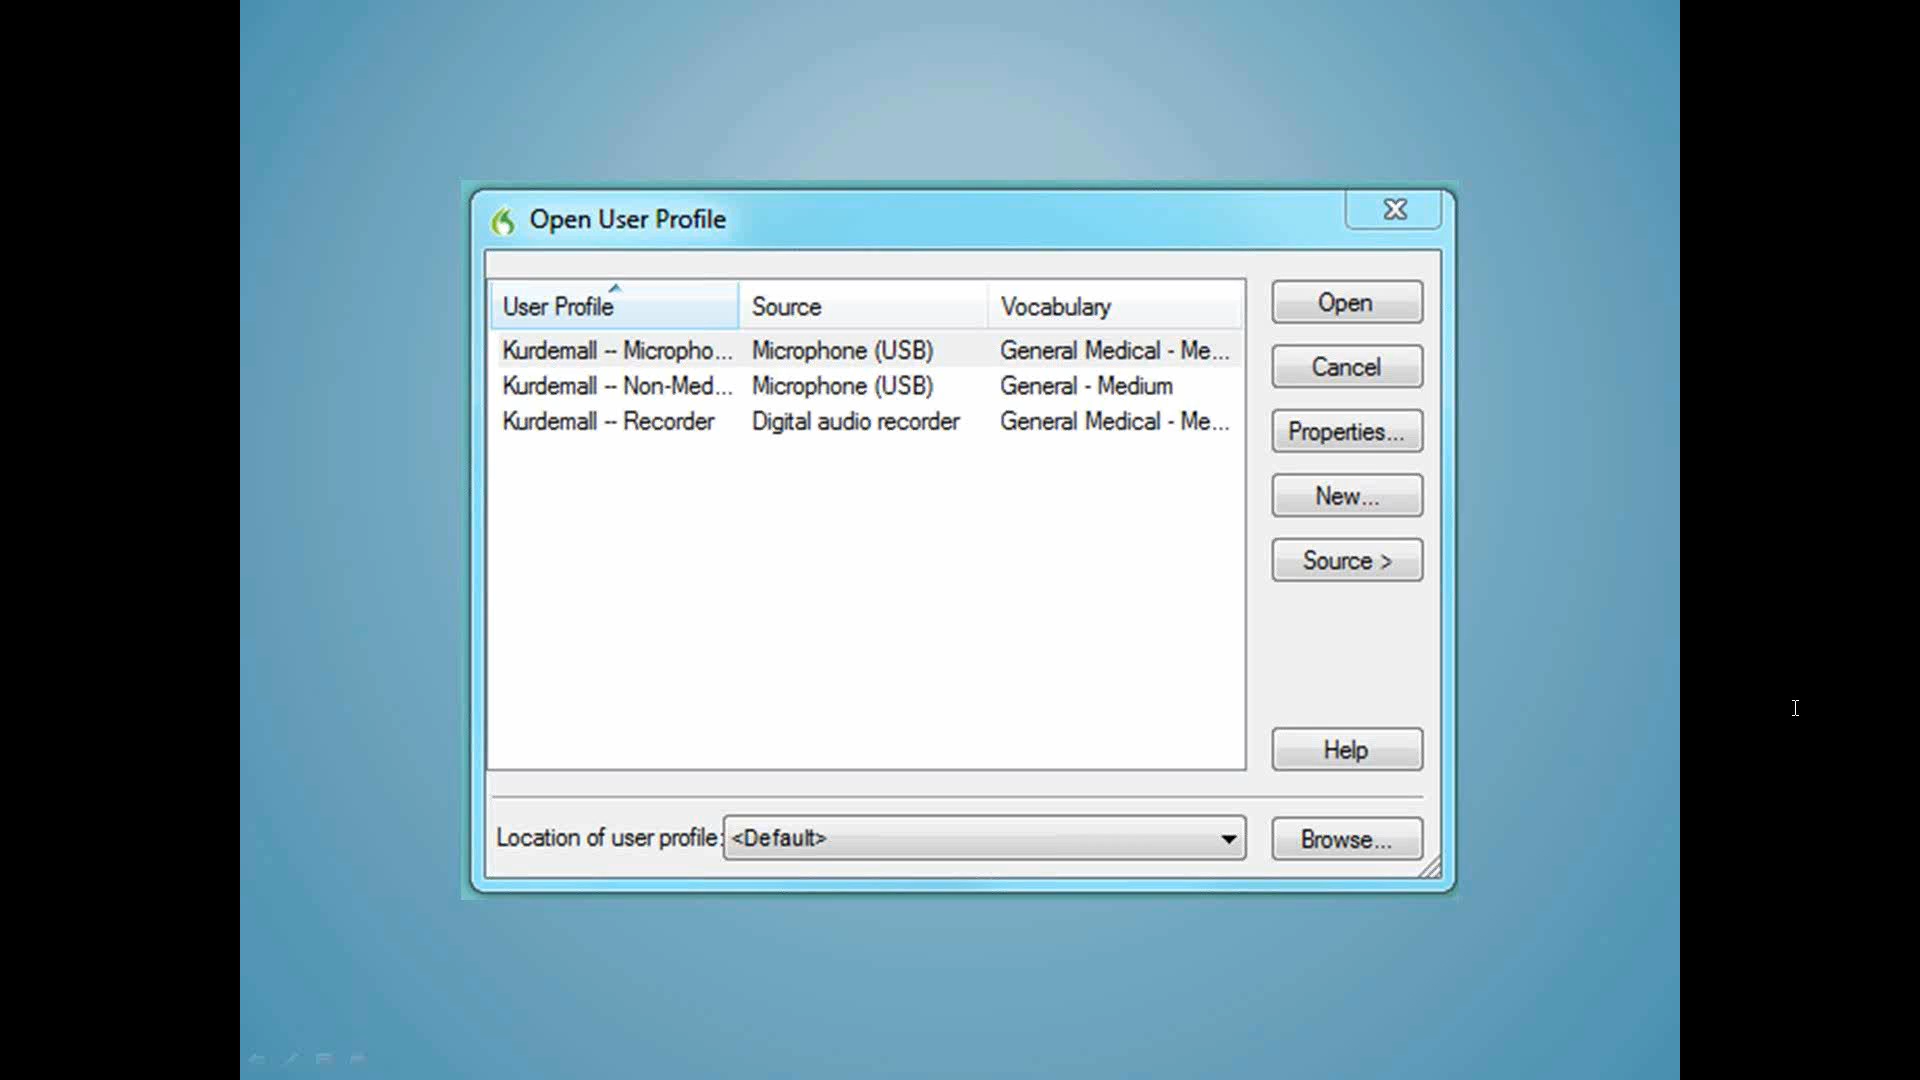 Open User Profile
User Profile Source Vocabulary
Kurdemall -- Micropho... Microphone (USB) General Medical - Me...
Kurdemall -- Non-Med... Microphone (USB) General - Medium
Kurdemall -- Recorder Digital audio recorder General Medical - Me...
Open
Cancel
Properties...
New...
Source >
Help
Location of user profile: <Default> Browse...